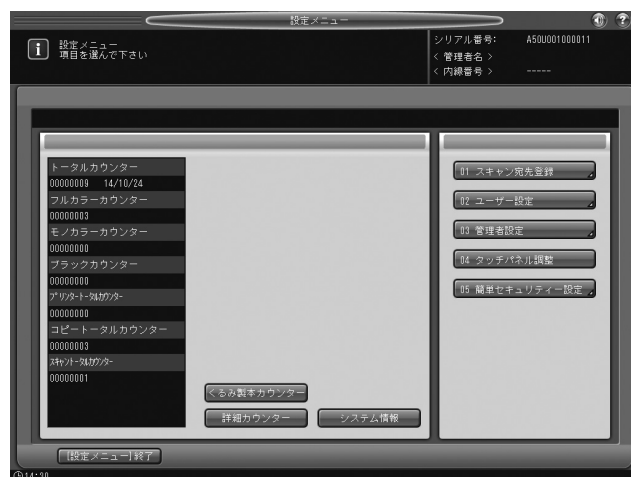 設定メニュー
設定メニュー
項目を選んで下さい
シリアル番号: A50U001000011
< 管理者名 >
< 内線番号 > -----
トータルカウンター
00000009 14/10/24
フルカラーカウンター
00000003
モノカラーカウンター
00000000
ブラックカウンター
00000000
プリンタートータルカウンター
00000000
コピートータルカウンター
00000003
スキャントータルカウンター
00000001
くるみ製本カウンター
詳細カウンター
システム情報
01 スキャン宛先登録
02 ユーザー設定
03 管理者設定
04 タッチパネル調整
05 簡単セキュリティー設定
[設定メニュー]終了